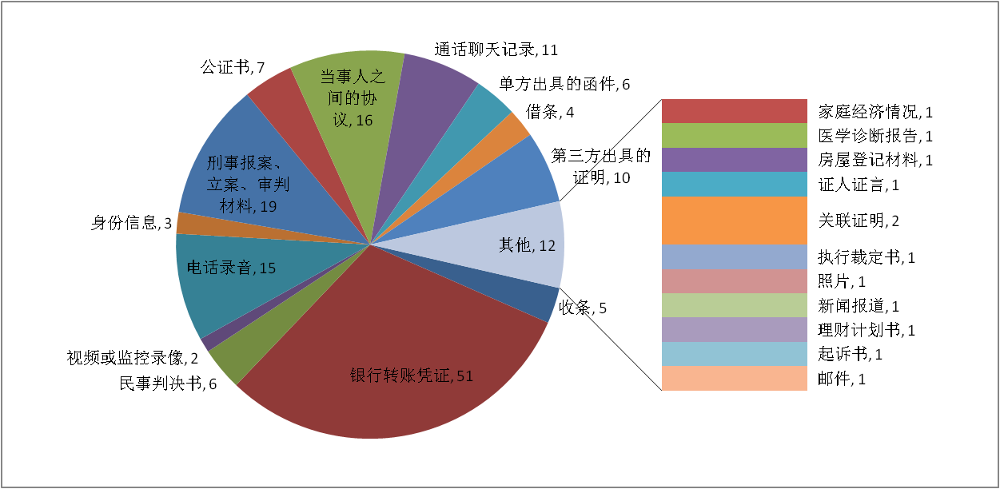 通话聊天记录, 11
公证书, 7
当事人之
间的协
议, 16
单方出具的函件, 6
借条, 4
第三方出具的
证明, 10
刑事报案、
立案、审判
材料, 19
身份信息, 3
其他, 12
电话录音, 15
收条, 5
视频或监控录像, 2
民事判决书, 6
银行转账凭证, 51
家庭经济情况, 1
医学诊断报告, 1
房屋登记材料, 1
证人证言, 1
关联证明, 2
执行裁定书, 1
照片, 1
新闻报道, 1
理财计划书, 1
起诉书, 1
邮件, 1